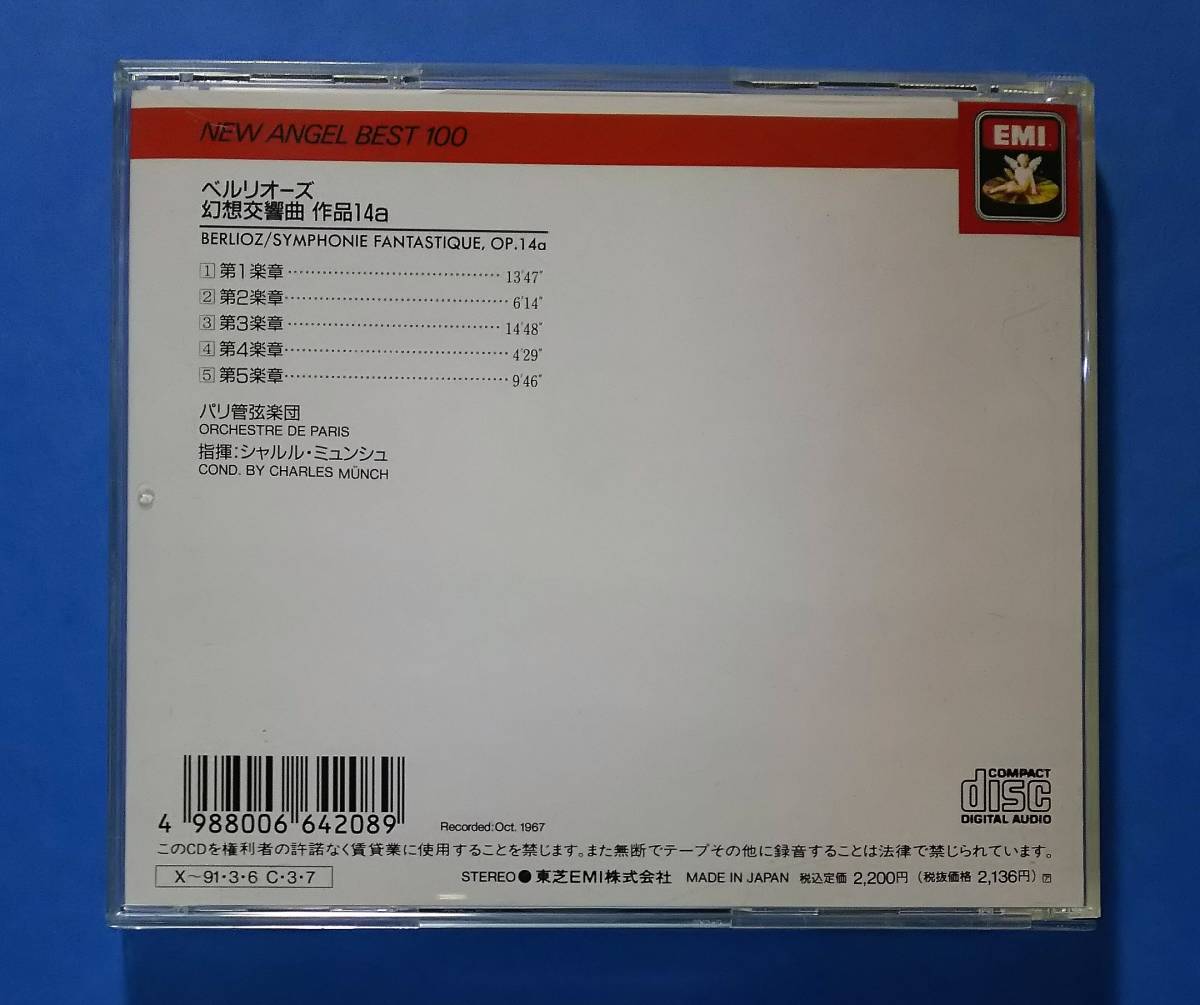 NEW ANGEL BEST 100
EMI
ベルリオーズ
幻想交響曲 作品14a
BERLIOZ/SYMPHONIE FANTASTIQUE, OP.14a
1 第1楽章 13'47"
2 第2楽章 6'14"
3 第3楽章 14'48"
4 第4楽章 4'29"
5 第5楽章 9'46"
パリ管弦楽団
ORCHESTRE DE PARIS
指揮:シャルル・ミュンシュ
COND. BY CHARLES MÜNCH
COMPACT
disc
DIGITAL AUDIO
4 988006 642089
Recorded:Oct. 1967
このCDを権利者の許諾なく賃貸業に使用することを禁じます。また無断でテープその他に録音することは法律で禁じられています。
X～91・3・6 C・3・7
STEREO●東芝EMI株式会社 MADE IN JAPAN 税込定価 2,200円 (税抜価格 2,136円)